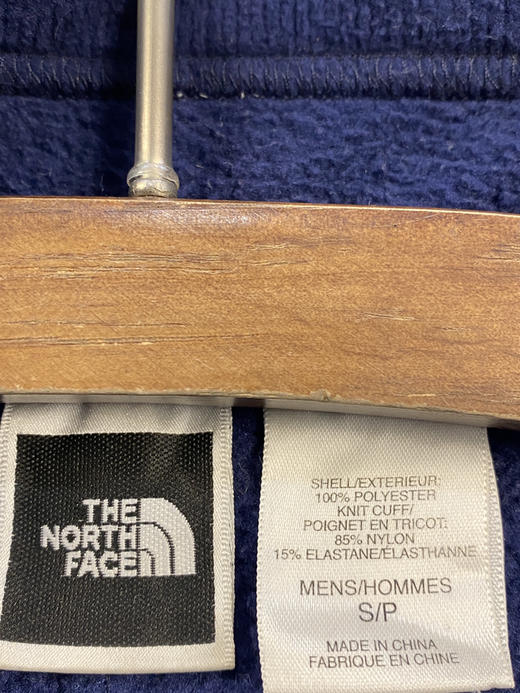 THE
NORTH
FACE
SHELL/EXTERIEUR:
100% POLYESTER
KNIT CUFF/
POIGNET EN TRICOT:
85% NYLON
15% ELASTANE/ÉLASTHANNE
MENS/HOMMES
S/P
MADE IN CHINA
FABRIQUE EN CHINE